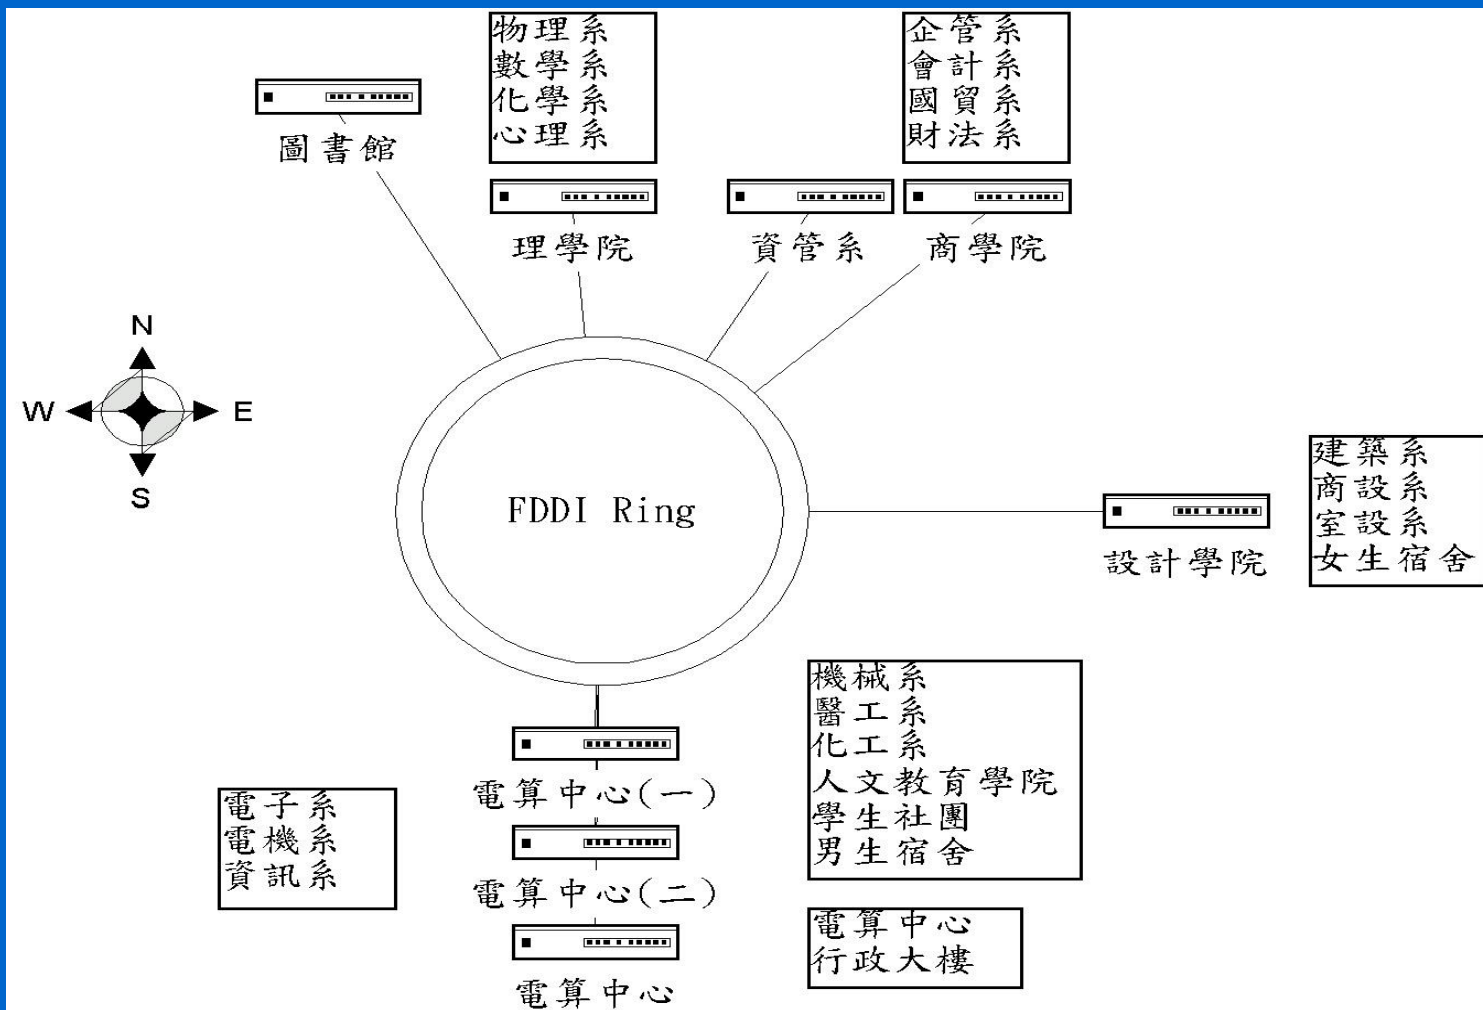 物理系
數學系
化學系
心理系
企管系
會計系
國貿系
財法系
圖書館
理學院
資管系
商學院
N
W
E
S
FDDI Ring
建築系
商設系
室設系
女生宿舍
設計學院
機械系
醫工系
化工系
人文教育學院
學生社團
男生宿舍
電算中心(一)
電子系
電機系
資訊系
電算中心(二)
電算中心
行政大樓
電算中心